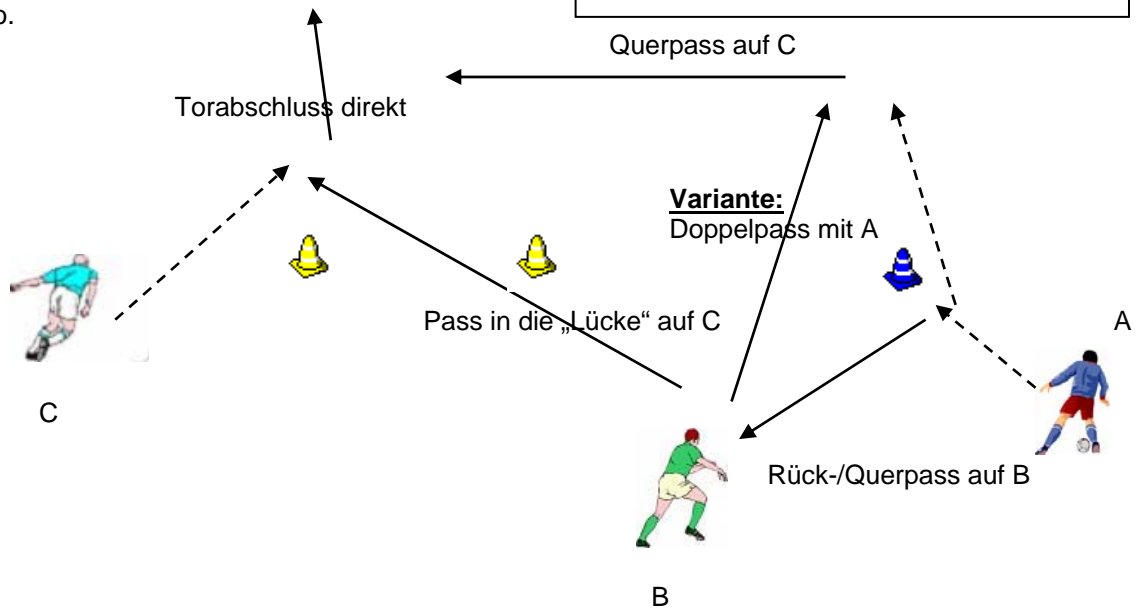 o.
Querpass auf C
Torabschluss direkt
Variante:
Doppelpass mit A
Pass in die „Lücke“ auf C
A
C
Rück-/Querpass auf B
B